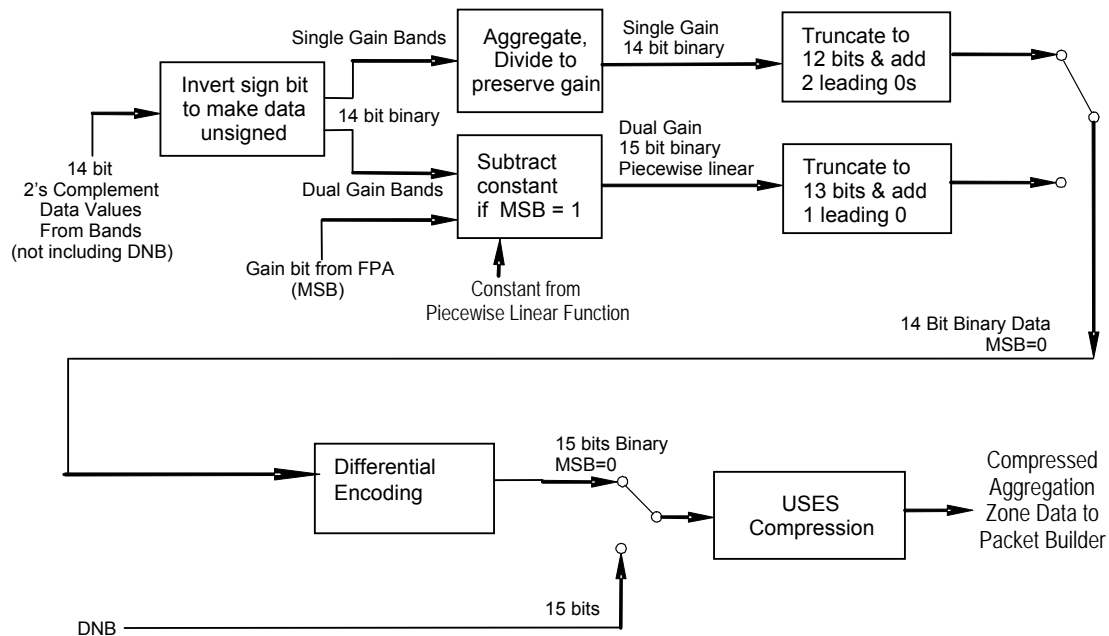 Single Gain Bands
Invert sign bit
to make data
unsigned
14 bit
2's Complement
Data Values
From Bands
(not including DNB)
14 bit binary
Dual Gain Bands
Gain bit from FPA
(MSB)
Aggregate,
Divide to
preserve gain
Single Gain
14 bit binary
Truncate to
12 bits & add
2 leading 0s
Subtract
constant
if MSB = 1
Constant from
Piecewise Linear Function
Dual Gain
15 bit binary
Piecewise linear
Truncate to
13 bits & add
1 leading 0
14 Bit Binary Data
MSB=0
Differential
Encoding
15 bits Binary
MSB=0
USES
Compression
Compressed
Aggregation
Zone Data to
Packet Builder
15 bits
DNB